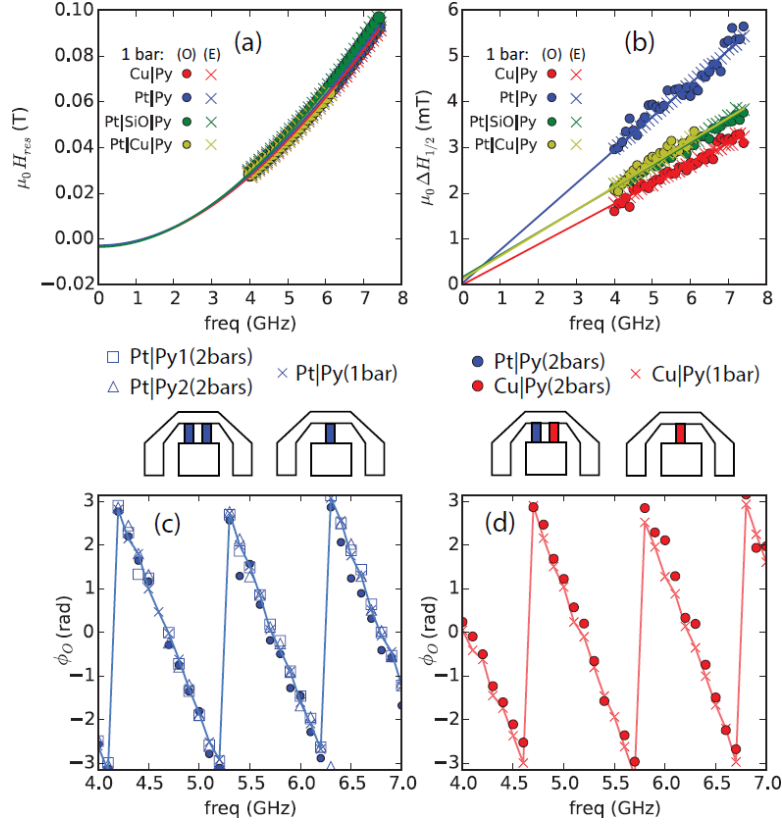 (a)
1 bar: (O) (E)
Cu|Py
Pt|Py
Pt|SiO|Py
Pt|Cu|Py
μ₀ H_res (T)
0.10
0.08
0.06
0.04
0.02
0.00
−0.02
0 1 2 3 4 5 6 7 8
freq (GHz)
(b)
1 bar: (O) (E)
Cu|Py
Pt|Py
Pt|SiO|Py
Pt|Cu|Py
μ₀ ΔH_1/2 (mT)
6
5
4
3
2
1
0
0 1 2 3 4 5 6 7 8
freq (GHz)
Pt|Py1(2bars)
Pt|Py2(2bars)
Pt|Py(1bar)
Pt|Py(2bars)
Cu|Py(2bars)
Cu|Py(1bar)
(c)
ϕ_O (rad)
3
2
1
0
−1
−2
−3
4.0 4.5 5.0 5.5 6.0 6.5 7.0
freq (GHz)
(d)
ϕ_O (rad)
3
2
1
0
−1
−2
−3
4.0 4.5 5.0 5.5 6.0 6.5 7.0
freq (GHz)